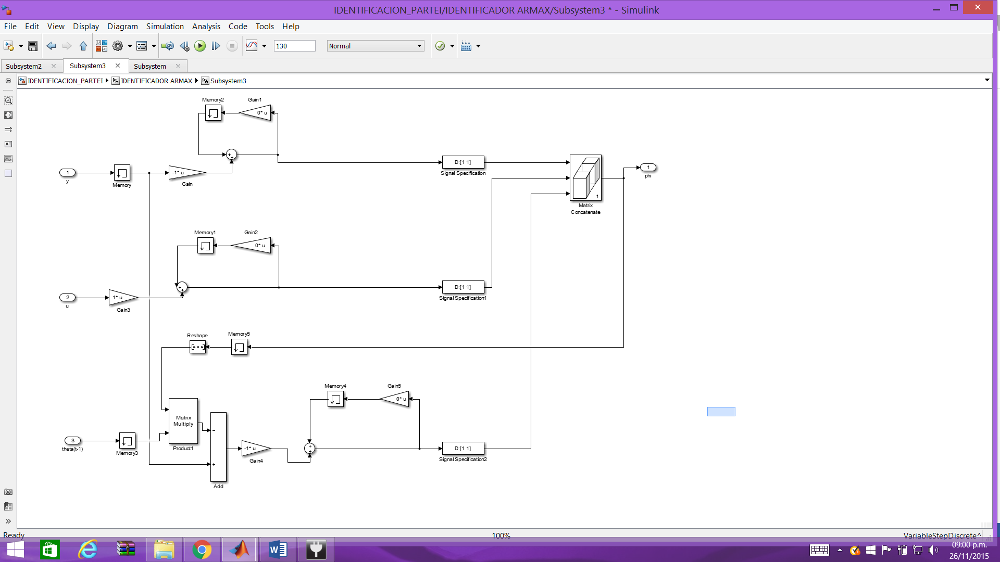 IDENTIFICACION_PARTEI/IDENTIFICADOR ARMAX/Subsystem3 * - Simulink
File Edit View Display Diagram Simulation Analysis Code Tools Help
130 Normal
Subsystem2 Subsystem3 Subsystem
IDENTIFICACION_PARTEI IDENTIFICADOR ARMAX Subsystem3
Memory2 Gain1
0* u
D:[1 1]
Signal Specification
1
y
Memory
-1* u
Gain
1
Matrix
Concatenate
1
phi
Memory1 Gain2
0* u
D:[1 1]
Signal Specification1
2
u
1* u
Gain3
Reshape Memory5
Memory4 Gain5
0* u
Matrix
Multiply
Product1
3
theta(t-1)
Memory3
Add
-1* u
Gain4
D:[1 1]
Signal Specification2
Ready 100% VariableStepDiscrete^
09:00 p.m.
26/11/2015